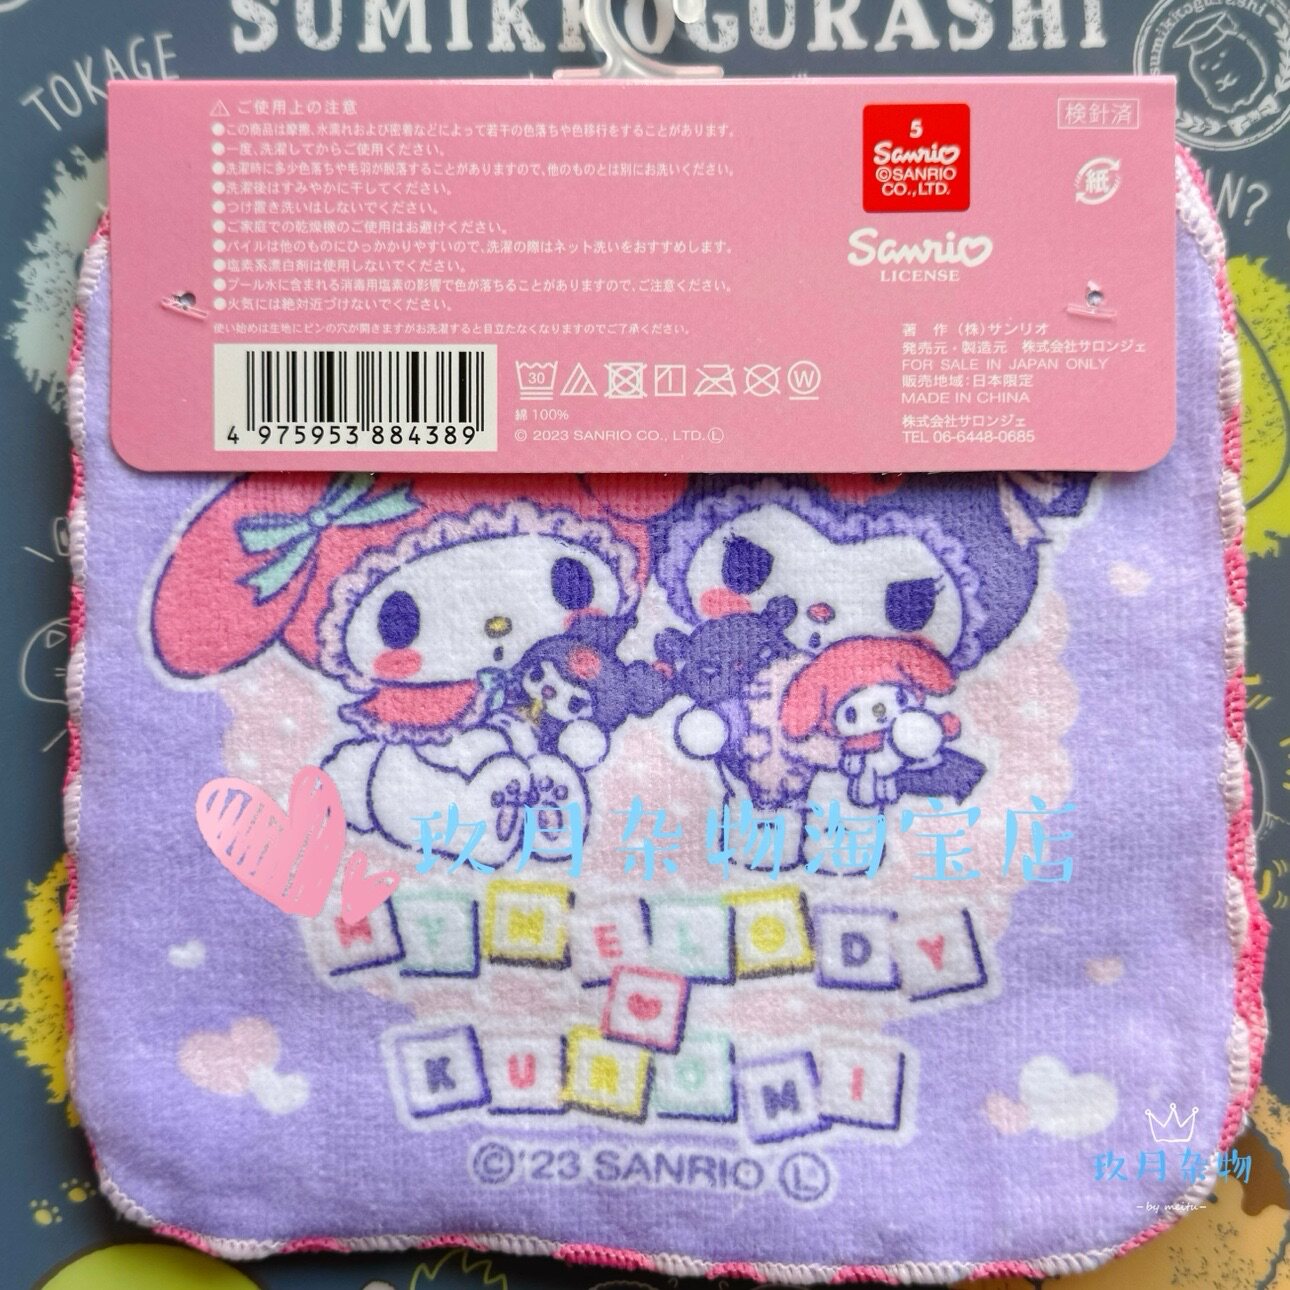 SUMIKKOGURASHI
TOKAGE
sumikkogurashi
⚠ ご使用上の注意
●この商品は摩擦、水濡れおよび密着などによって若干の色落ちや色移行をすることがあります。
●一度、洗濯してからご使用ください。
●洗濯時に多少色落ちや毛羽が脱落することがありますので、他のものとは別にお洗いください。
●洗濯後はすみやかに干してください。
●つけ置き洗いはしないでください。
●ご家庭での乾燥機のご使用はお避けください。
●パイルは他のものにひっかかりやすいので、洗濯の際はネット洗いをおすすめします。
●塩素系漂白剤は使用しないでください。
●プール水に含まれる消毒用塩素の影響で色が落ちることがありますので、ご注意ください。
●火気には絶対近づけないでください。
使い始めは生地にピンの穴が開きますがお洗濯すると目立たなくなりますのでご了承ください。
4 975953 884389
30
W
綿 100%
© 2023 SANRIO CO., LTD. Ⓛ
5
Sanrio
©SANRIO
CO., LTD.
検針済
紙
Sanrio
LICENSE
著　作 (株)サンリオ
発売元・製造元　株式会社サロンジェ
FOR SALE IN JAPAN ONLY
販売地域:日本限定
MADE IN CHINA
株式会社サロンジェ
TEL 06-6448-0685
玖月杂物淘宝店
MY MELODY
KUROMI
©'23 SANRIO Ⓛ
玖月杂物
-by meitu-